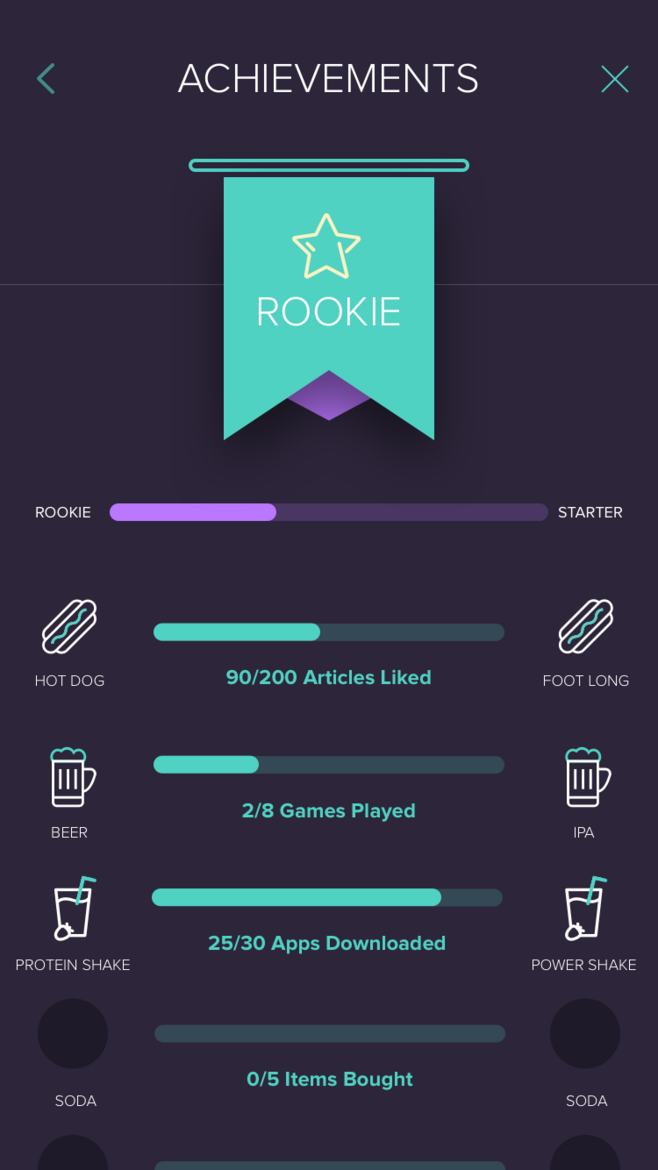 ACHIEVEMENTS
ROOKIE
ROOKIE
STARTER
HOT DOG
90/200 Articles Liked
FOOT LONG
BEER
2/8 Games Played
IPA
PROTEIN SHAKE
25/30 Apps Downloaded
POWER SHAKE
SODA
0/5 Items Bought
SODA